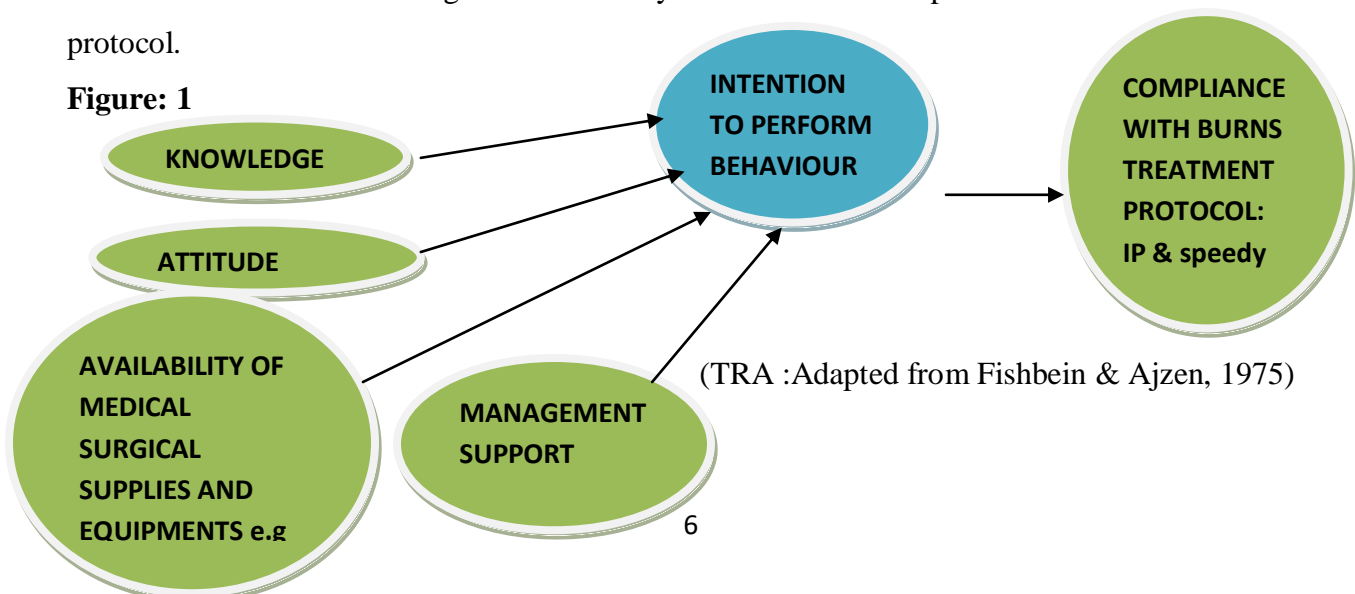 protocol.
Figure: 1
KNOWLEDGE
ATTITUDE
AVAILABILITY OF
MEDICAL
SURGICAL
SUPPLIES AND
EQUIPMENTS e.g
MANAGEMENT
SUPPORT
INTENTION
TO PERFORM
BEHAVIOUR
COMPLIANCE
WITH BURNS
TREATMENT
PROTOCOL:
IP & speedy
(TRA :Adapted from Fishbein & Ajzen, 1975)
6